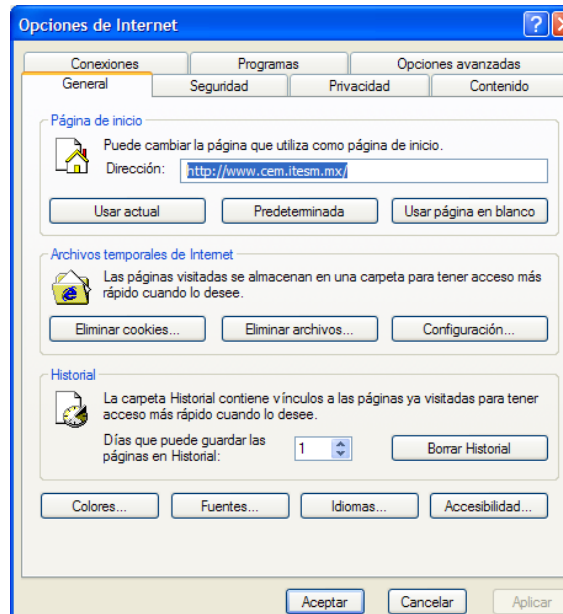 Opciones de Internet
Conexiones Programas Opciones avanzadas
General Seguridad Privacidad Contenido
Página de inicio
Puede cambiar la página que utiliza como página de inicio.
Dirección: http://www.cem.itesm.mx/
Usar actual Predeterminada Usar página en blanco
Archivos temporales de Internet
Las páginas visitadas se almacenan en una carpeta para tener acceso más
rápido cuando lo desee.
Eliminar cookies... Eliminar archivos... Configuración...
Historial
La carpeta Historial contiene vínculos a las páginas ya visitadas para tener
acceso más rápido cuando lo desee.
Días que puede guardar las
páginas en Historial: 1 Borrar Historial
Colores... Fuentes... Idiomas... Accesibilidad...
Aceptar Cancelar Aplicar